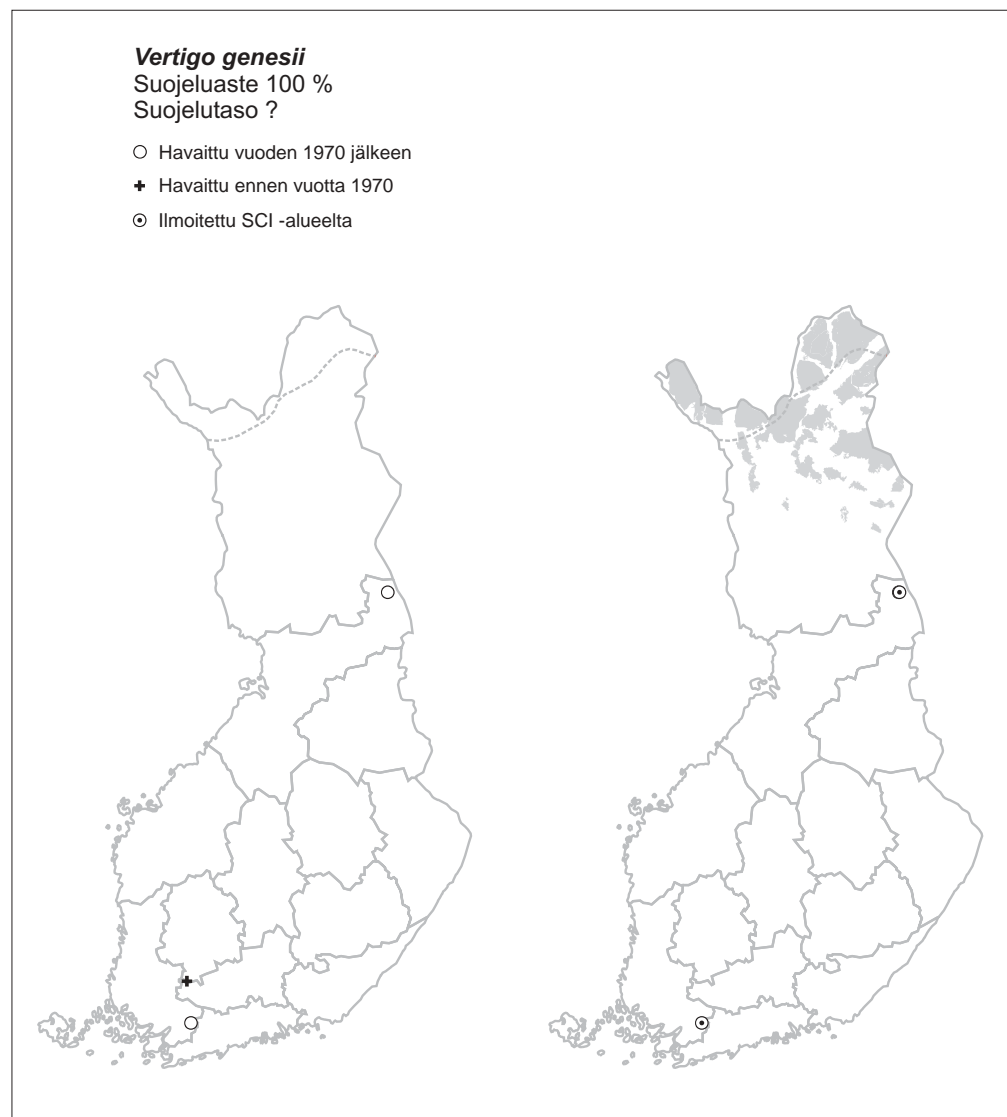 Vertigo genesii
Suojeluaste 100 %
Suojelutaso ?
Havaittu vuoden 1970 jälkeen
Havaittu ennen vuotta 1970
Ilmoitettu SCI -alueelta